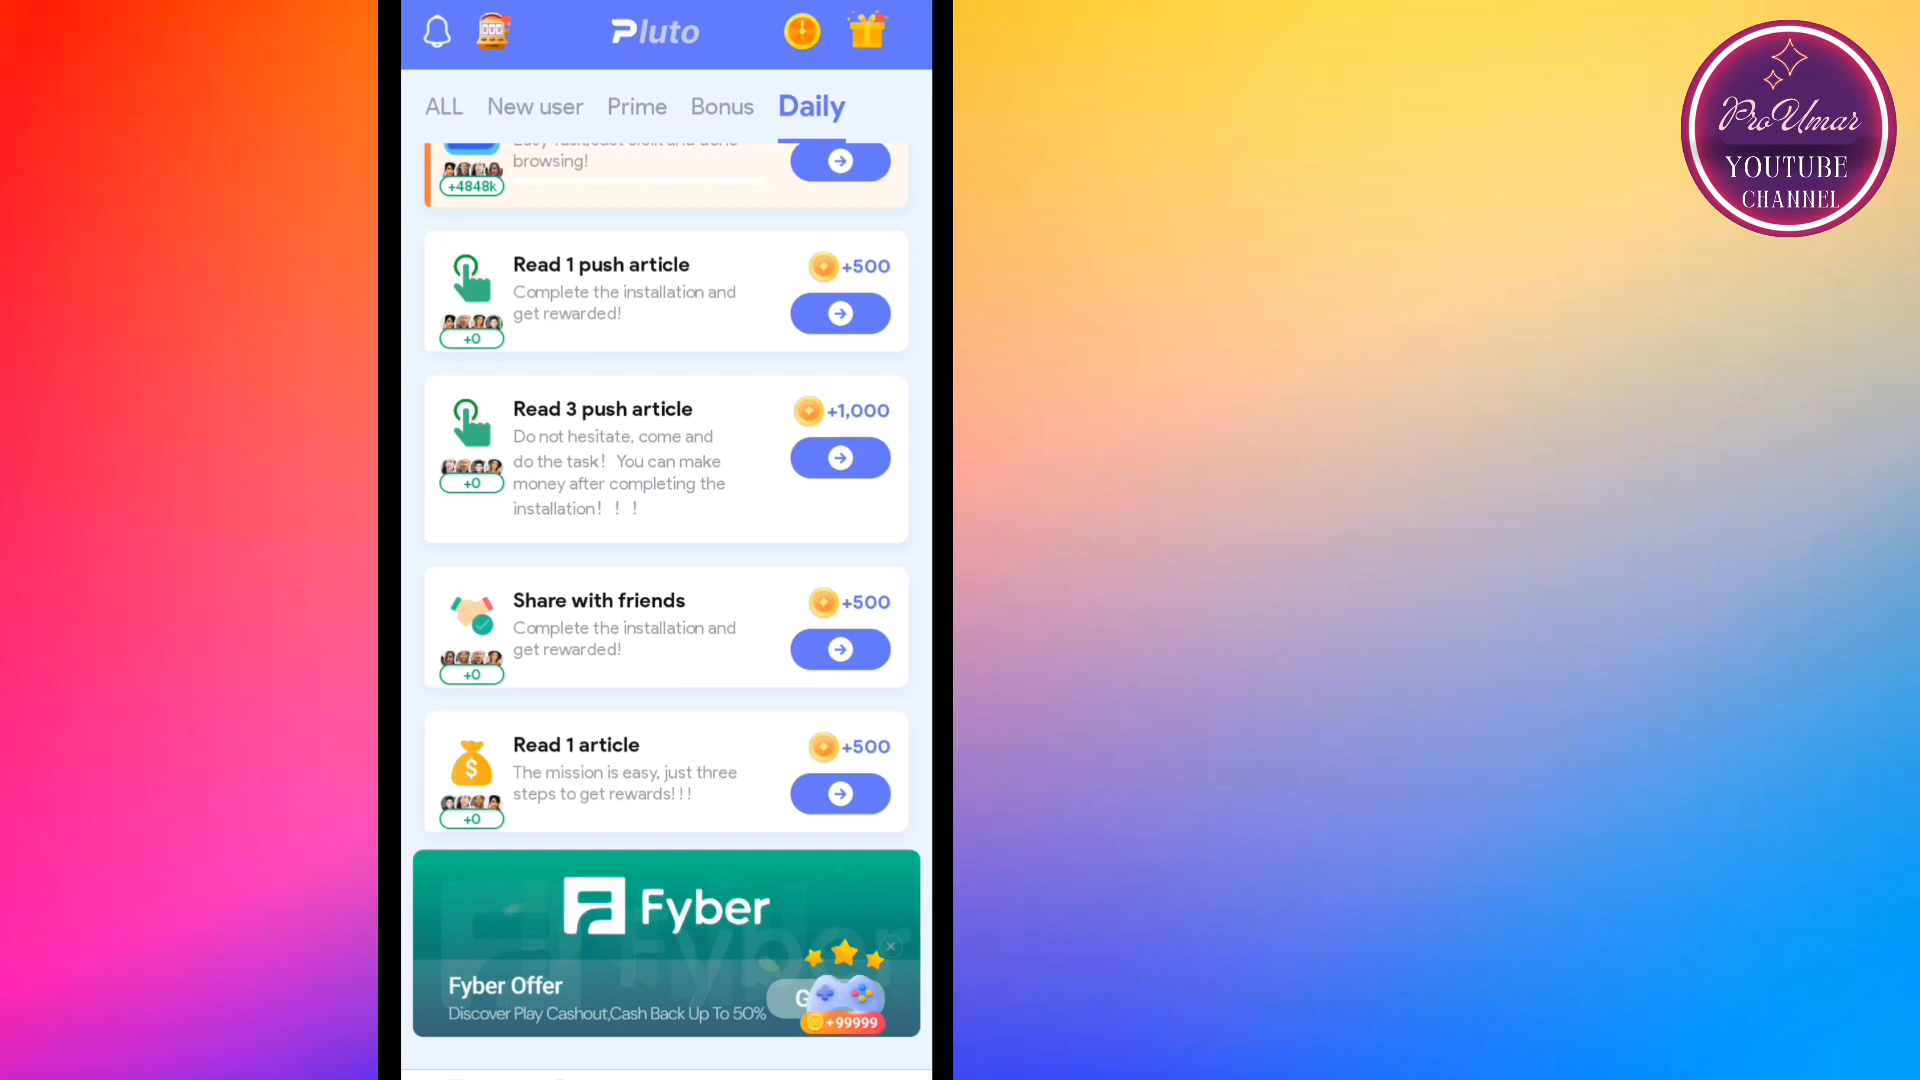 Pluto
ALL New user Prime Bonus Daily
browsing!
+4848k
Read 1 push article
+500
Complete the installation and
get rewarded!
+0
Read 3 push article
+1,000
Do not hesitate, come and
do the task! You can make
money after completing the
installation! ! !
+0
Share with friends
+500
Complete the installation and
get rewarded!
+0
Read 1 article
+500
The mission is easy, just three
steps to get rewards! ! !
+0
Fyber
Fyber Offer
Discover Play Cashout,Cash Back Up To 50%
+99999
ProUmar
YOUTUBE
CHANNEL